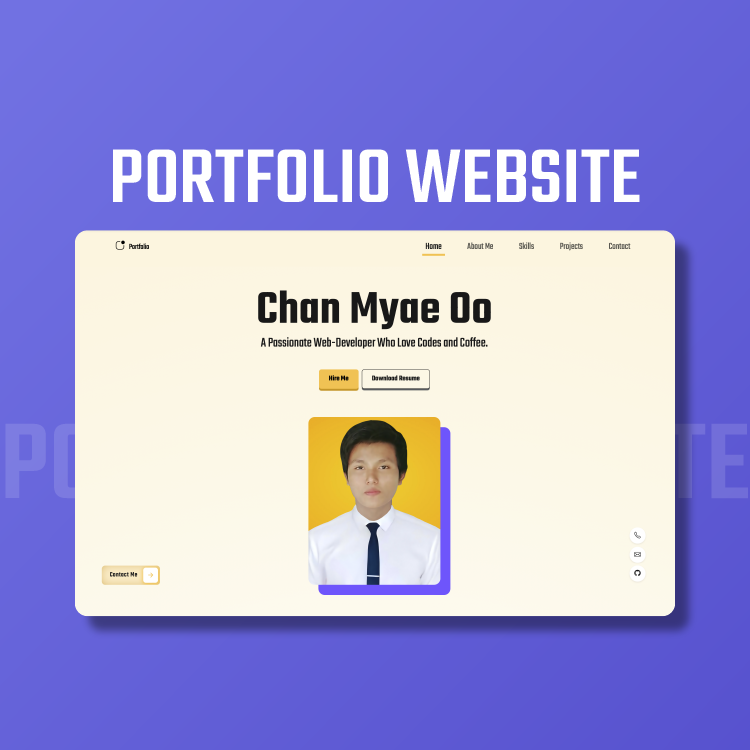 PORTFOLIO WEBSITE
Portfolio
Home About Me Skills Projects Contact
Chan Myae Oo
A Passionate Web-Developer Who Love Codes and Coffee.
Hire Me Download Resume
PO TE
Contact Me